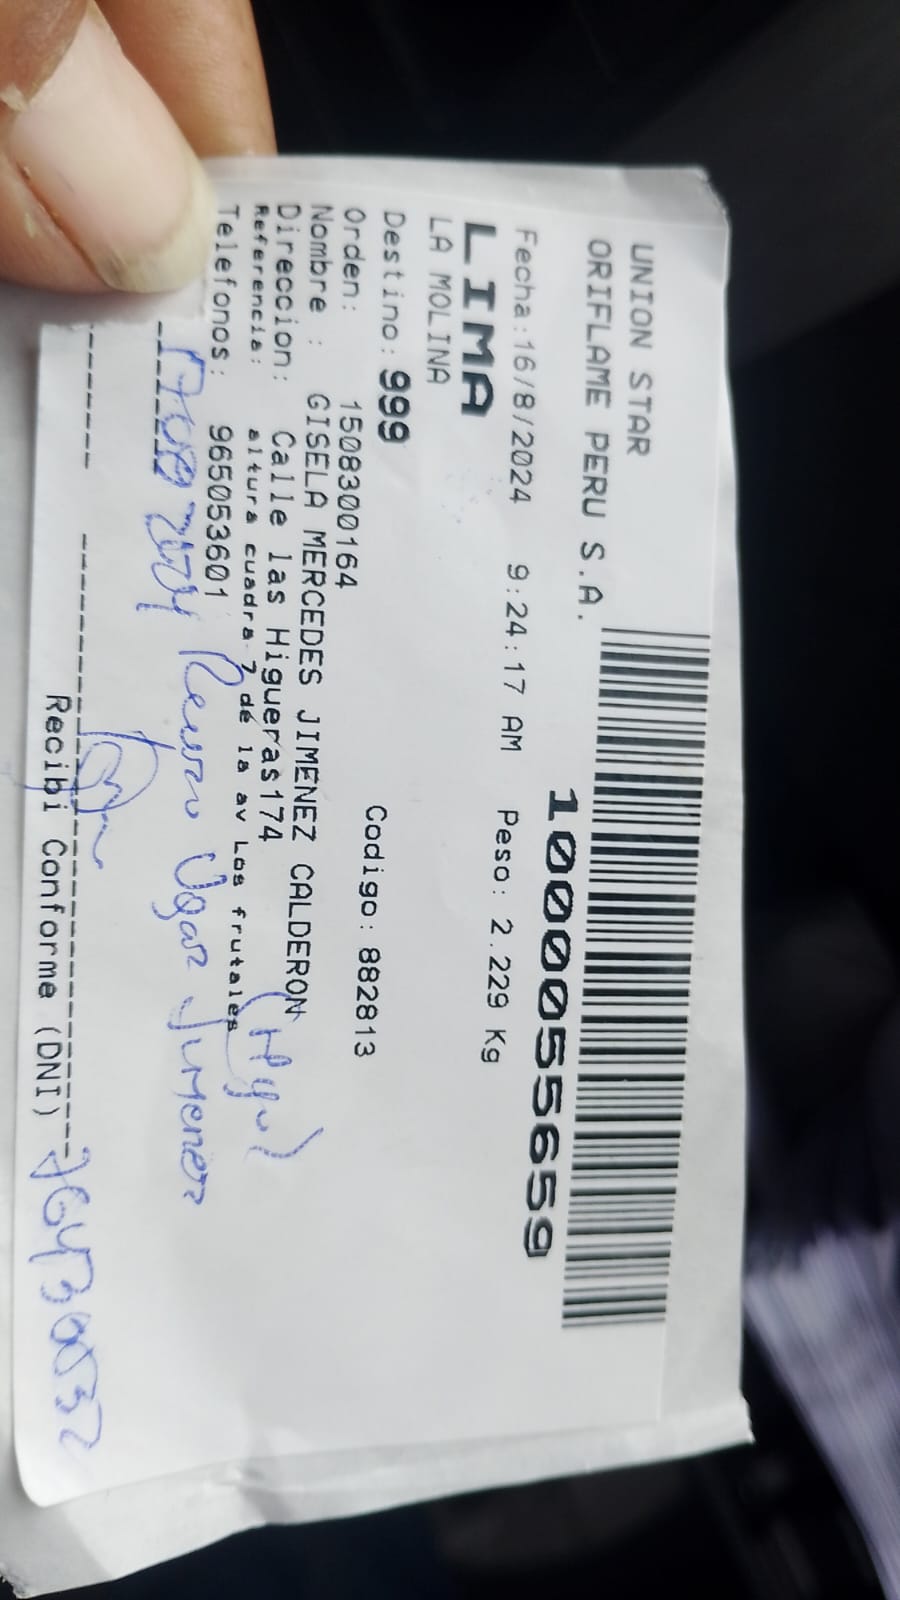 UNION STAR
ORIFLAME PERU S.A.
1000055659
Fecha:16/8/2024 9:24:17 AM Peso: 2.229 Kg
LIMA
LA MOLINA
Destino: 999
Orden: 1508300164 Codigo: 882813
Nombre : GISELA MERCEDES JIMENEZ CALDERON
Direccion: Calle las Higueras174
Referencia: altura cuadra 7 de la av Los frutales
Telefonos: 965053601
Jimenez
Recibi Conforme (DNI)